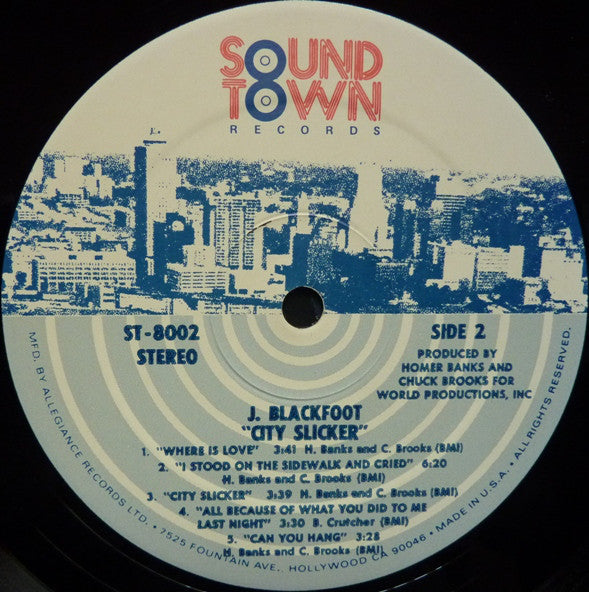 SOUND
TOWN
RECORDS
ST-8002
STEREO
SIDE 2
PRODUCED BY
HOMER BANKS AND
CHUCK BROOKS FOR
WORLD PRODUCTIONS, INC
J. BLACKFOOT
"CITY SLICKER"
1. "WHERE IS LOVE" 3:41 H. Banks and C. Brooks (BMI)
2. "I STOOD ON THE SIDEWALK AND CRIED" 6:20
H. Banks and C. Brooks (BMI)
3. "CITY SLICKER" 3:39 H. Banks and C. Brooks (BMI)
4. "ALL BECAUSE OF WHAT YOU DID TO ME
LAST NIGHT" 3:30 B. Crutcher (BMI)
5. "CAN YOU HANG" 3:28
H. Banks and C. Brooks (BMI)
MFD. BY ALLEGIANCE RECORDS LTD. • 7525 FOUNTAIN AVE., HOLLYWOOD CA 90046 • MADE IN U.S.A. • ALL RIGHTS RESERVED.